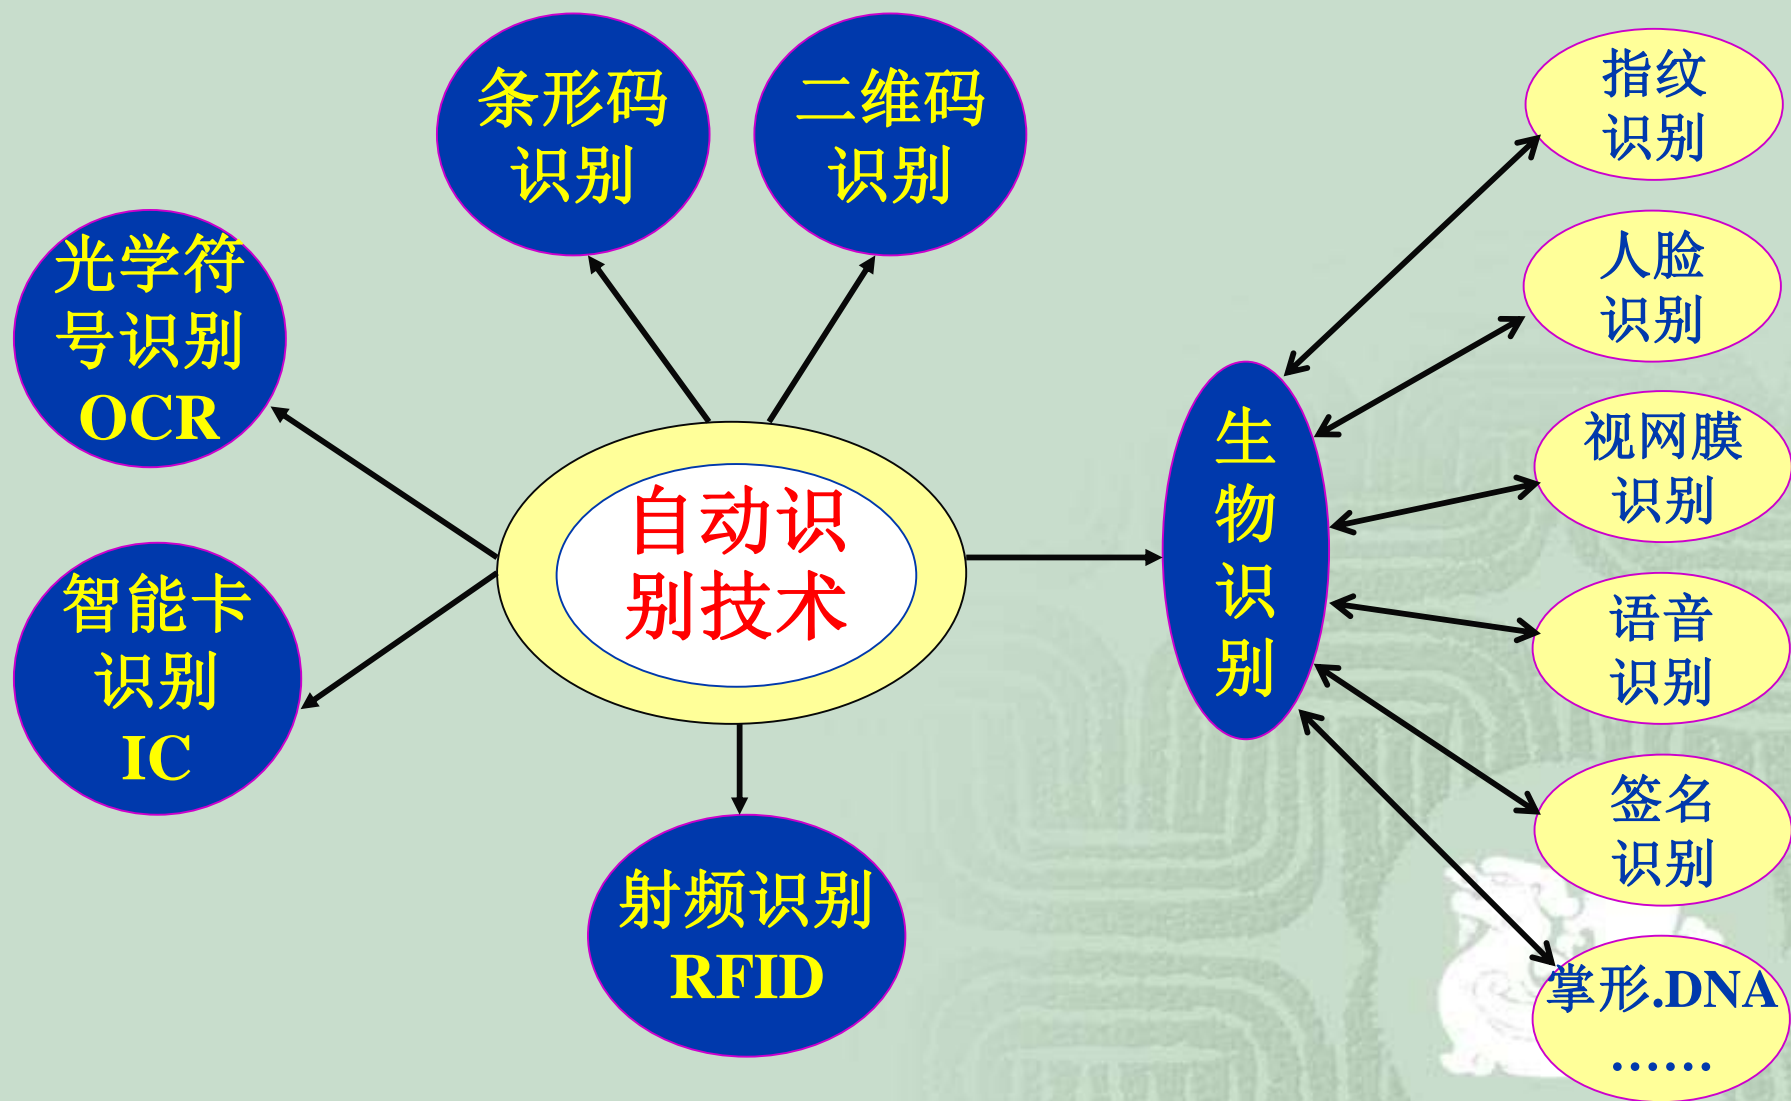 条形码
识别
二维码
识别
光学符
号识别
OCR
智能卡
识别
IC
自动识
别技术
射频识别
RFID
生
物
识
别
指纹
识别
人脸
识别
视网膜
识别
语音
识别
签名
识别
掌形.DNA
……